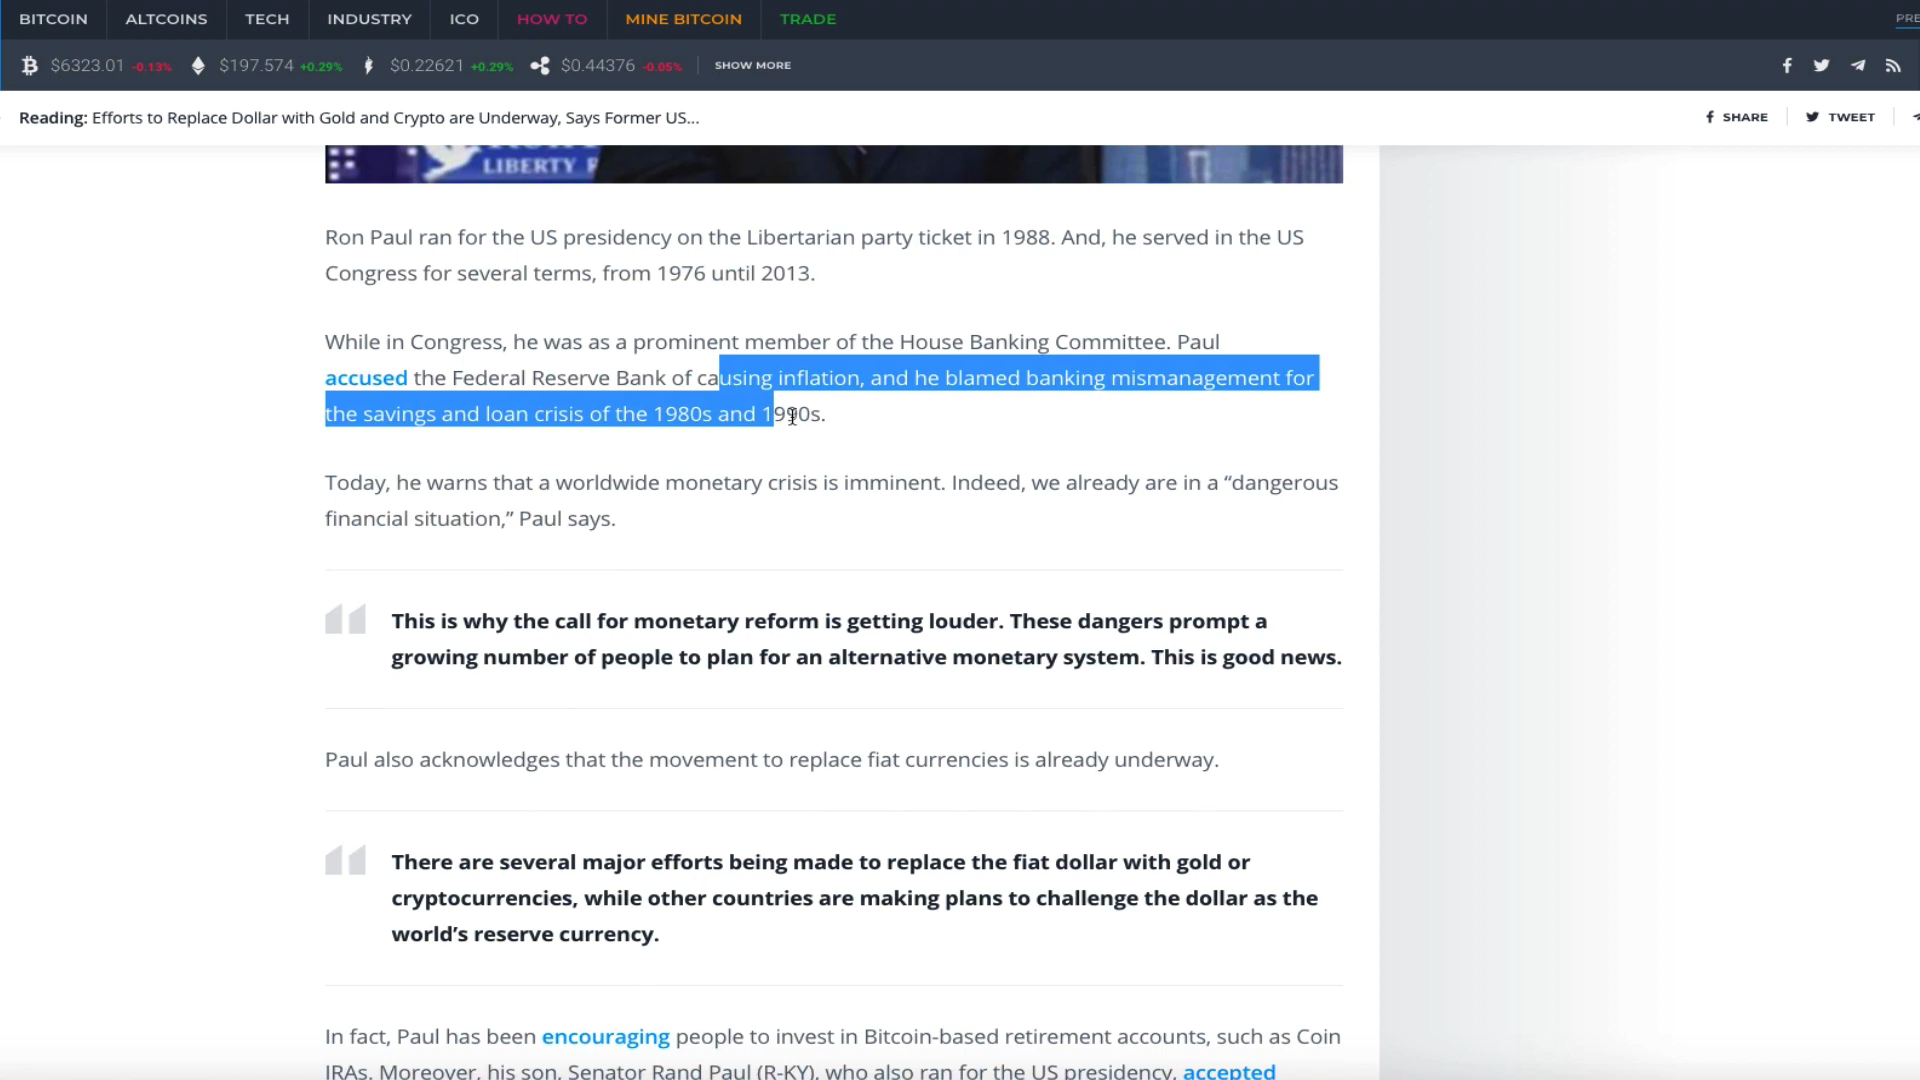 BITCOIN ALTCOINS TECH INDUSTRY ICO HOW TO MINE BITCOIN TRADE PRE
$6323.01 -0.13% $197.574 +0.29% $0.22621 +0.29% $0.44376 -0.05% SHOW MORE
Reading: Efforts to Replace Dollar with Gold and Crypto are Underway, Says Former US... SHARE TWEET
LIBERTY
Ron Paul ran for the US presidency on the Libertarian party ticket in 1988. And, he served in the US
Congress for several terms, from 1976 until 2013.
While in Congress, he was as a prominent member of the House Banking Committee. Paul
accused the Federal Reserve Bank of causing inflation, and he blamed banking mismanagement for
the savings and loan crisis of the 1980s and 1990s.
Today, he warns that a worldwide monetary crisis is imminent. Indeed, we already are in a “dangerous
financial situation,” Paul says.
This is why the call for monetary reform is getting louder. These dangers prompt a
growing number of people to plan for an alternative monetary system. This is good news.
Paul also acknowledges that the movement to replace fiat currencies is already underway.
There are several major efforts being made to replace the fiat dollar with gold or
cryptocurrencies, while other countries are making plans to challenge the dollar as the
world’s reserve currency.
In fact, Paul has been encouraging people to invest in Bitcoin-based retirement accounts, such as Coin
IRAs. Moreover, his son, Senator Rand Paul (R-KY), who also ran for the US presidency, accepted